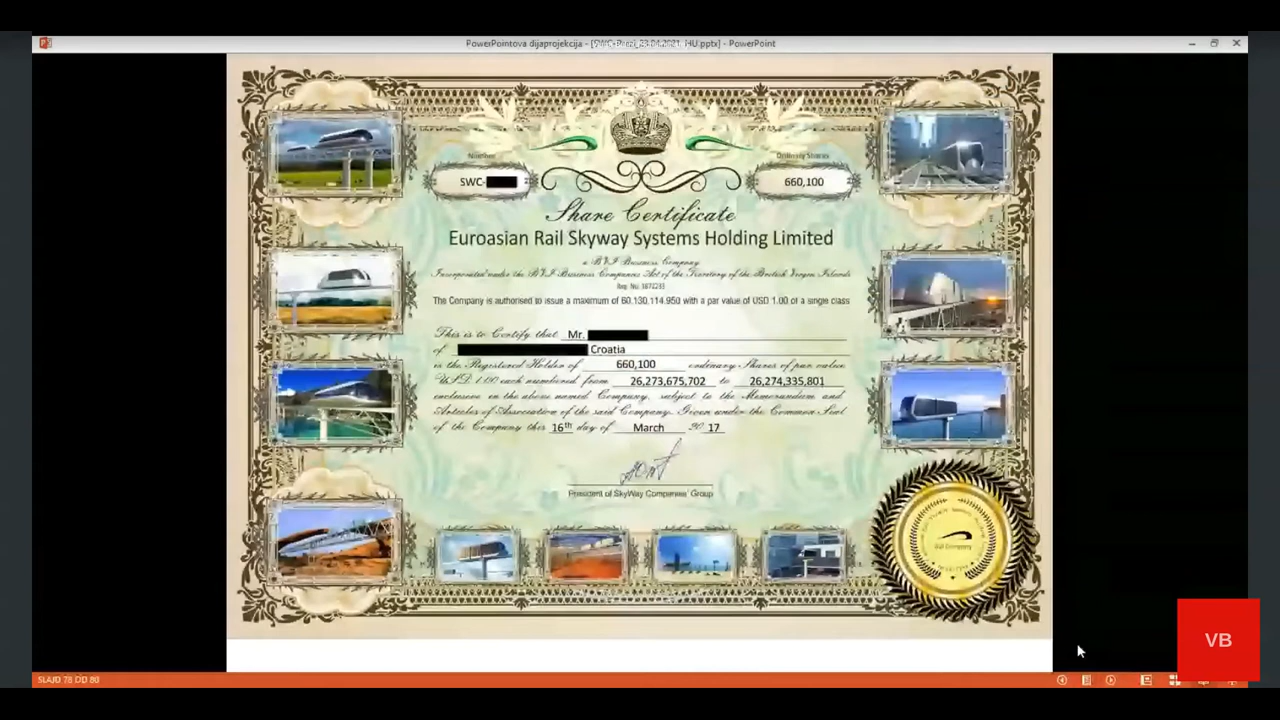 PowerPointova dijaprojekcija - [SWC-Brezi_23.04.2021_HU.pptx] - PowerPoint
Number
Ordinary Shares
SWC-
660,100
Share Certificate
Euroasian Rail Skyway Systems Holding Limited
a BVI Business Company
Incorporated under the BVI Business Companies Act of the Territory of the British Virgin Islands
The Company is authorised to issue a maximum of 60.130.114.950 with a par value of USD 1.00 of a single class
This is to Certify that Mr.
of Croatia
is the Registered Holder of 660,100 ordinary Shares of par value
USD 1.00 each numbered from 26,273,675,702 to 26,274,335,801
inclusive in the above named Company, subject to the Memorandum and
Articles of Association of the said Company. Given under the Common Seal
of the Company this 16th day of March 20 17
President of SkyWay Companies' Group
Rail Company
SLAJD 78 OD 80
VB